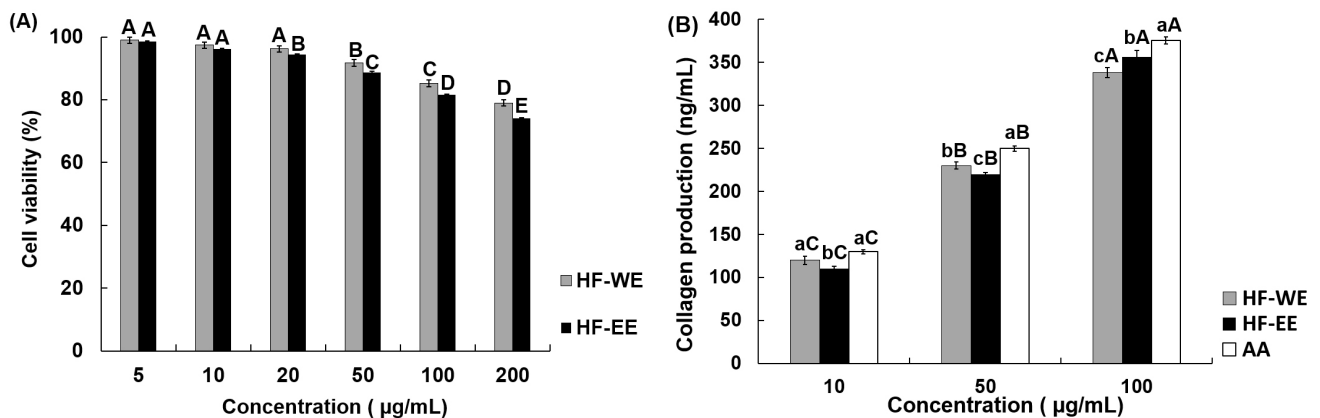 (A)
Cell viability (%)
100
80
60
40
20
0
A A A A A B B C C D D E
5 10 20 50 100 200
Concentration ( µg/mL)
HF-WE
HF-EE
(B)
Collagen production (ng/mL)
400
350
300
250
200
150
100
50
0
aC bC aC bB cB aB cA bA aA
10 50 100
Concentration ( µg/mL)
HF-WE
HF-EE
AA